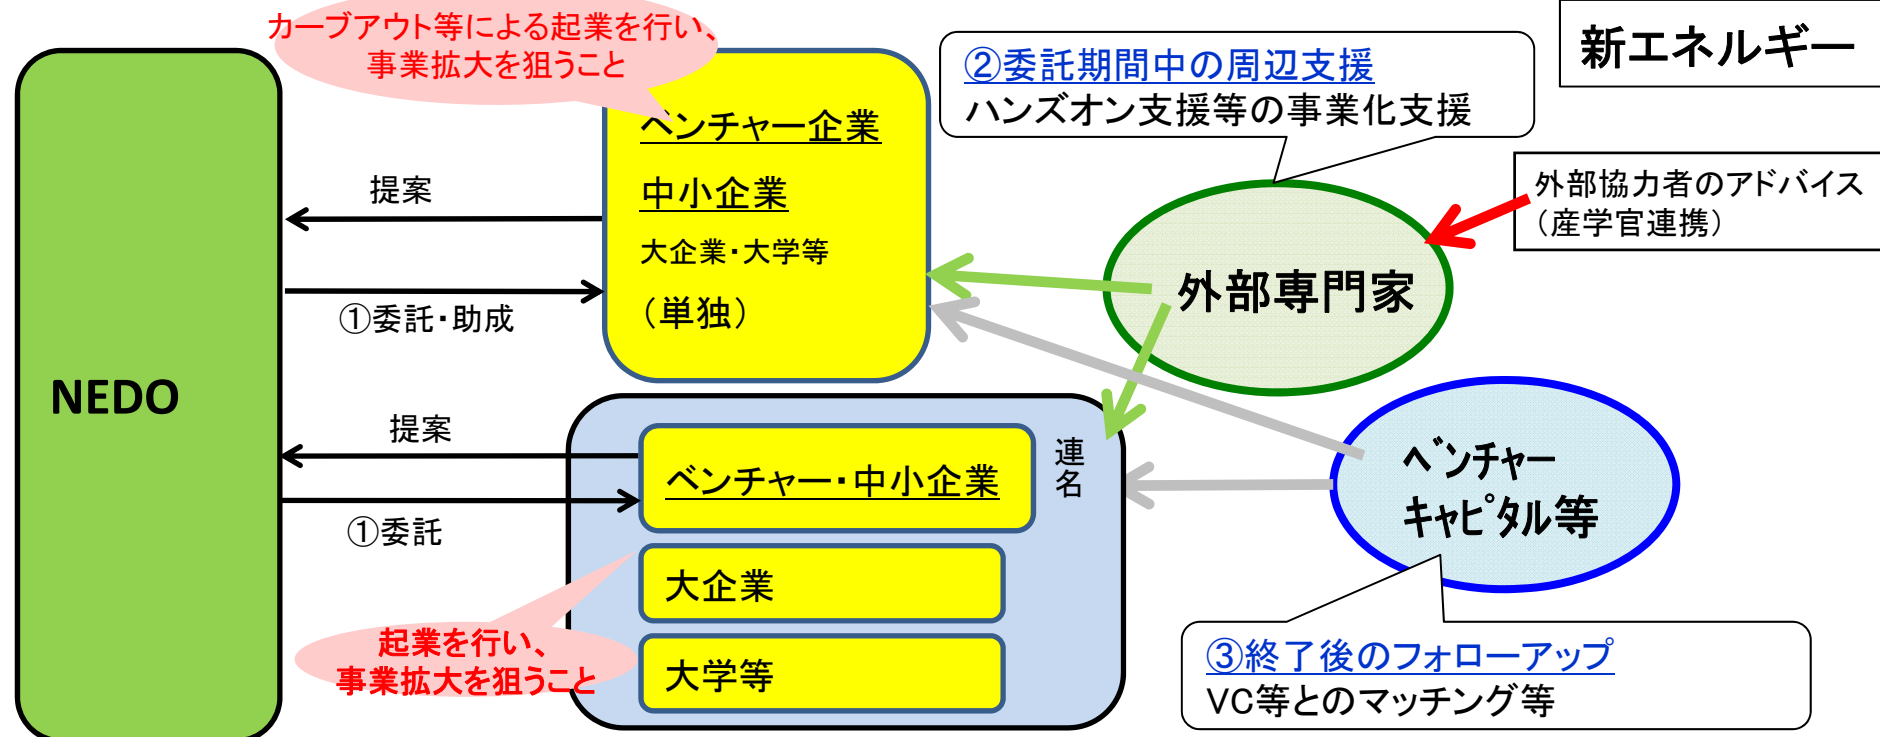 カーブアウト等による起業を行い、
事業拡大を狙うこと
新エネルギー
②委託期間中の周辺支援
ハンズオン支援等の事業化支援
ベンチャー企業
中小企業
大企業・大学等
（単独）
提案
①委託・助成
外部協力者のアドバイス
（産学官連携）
外部専門家
NEDO
提案
①委託
ベンチャー・中小企業
連名
大企業
大学等
ﾍﾞﾝﾁｬｰ
ｷｬﾋﾟﾀﾙ等
起業を行い、
事業拡大を狙うこと
③終了後のフォローアップ
VC等とのマッチング等